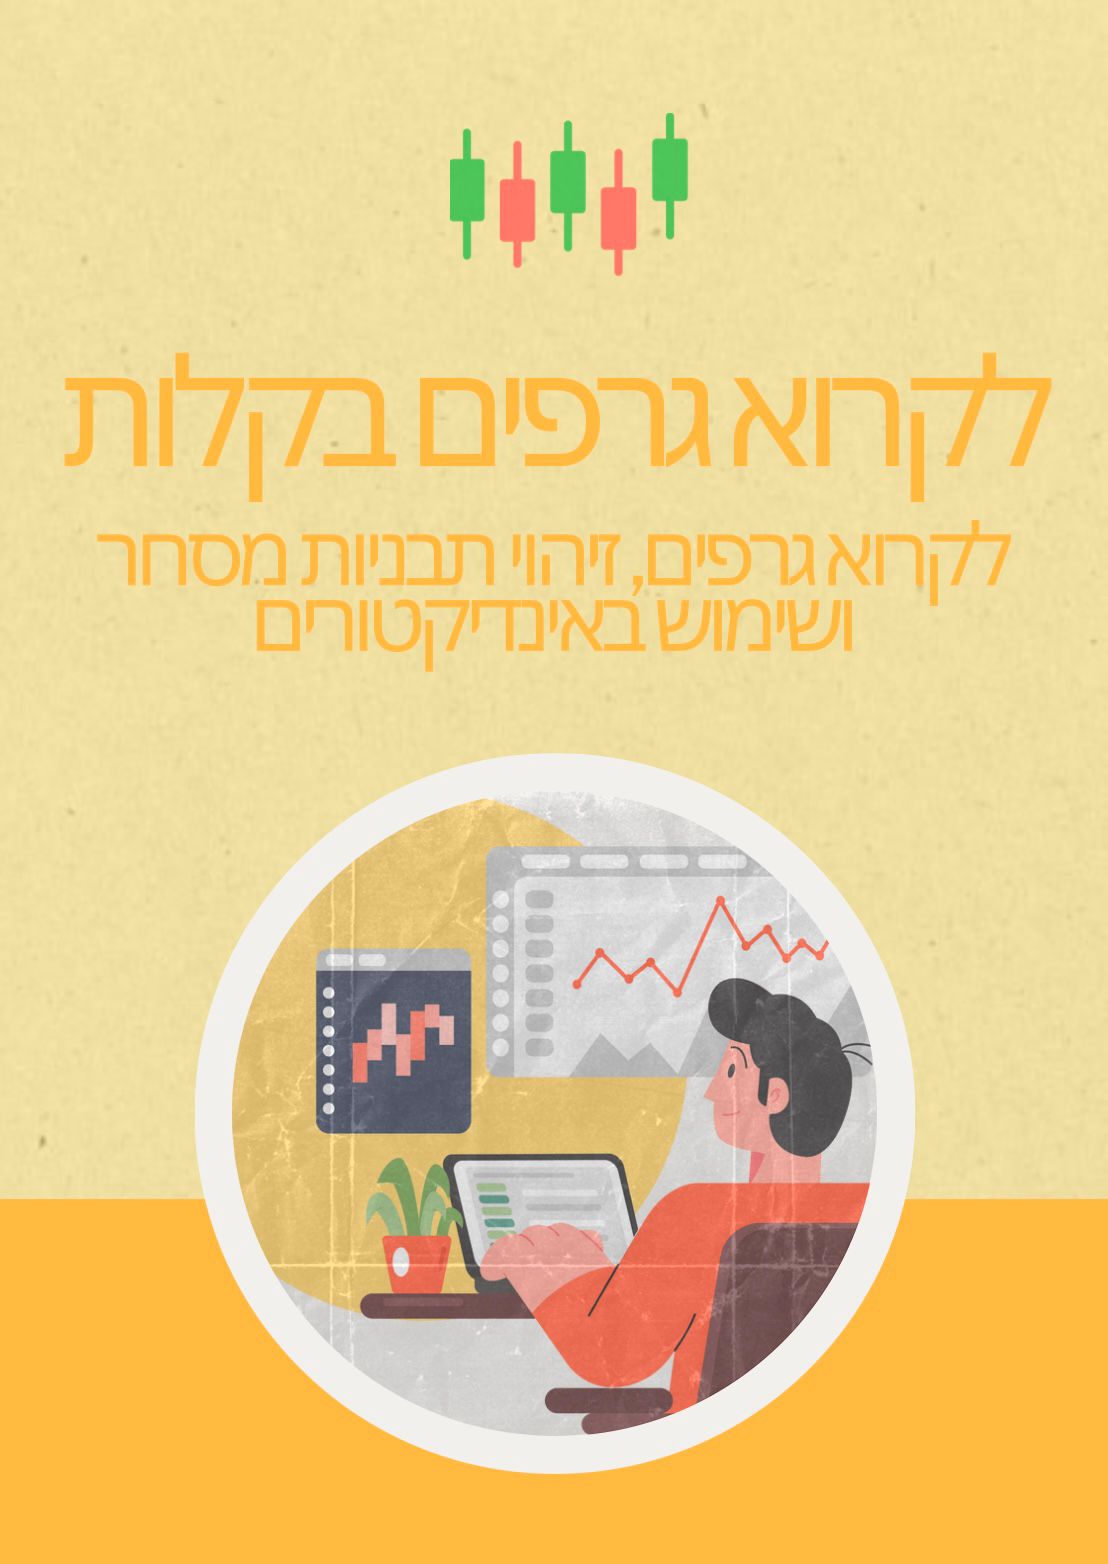 לקרוא גרפים בקלות
לקרוא גרפים, זיהוי תבניות מסחר
ושימוש באינדיקטורים